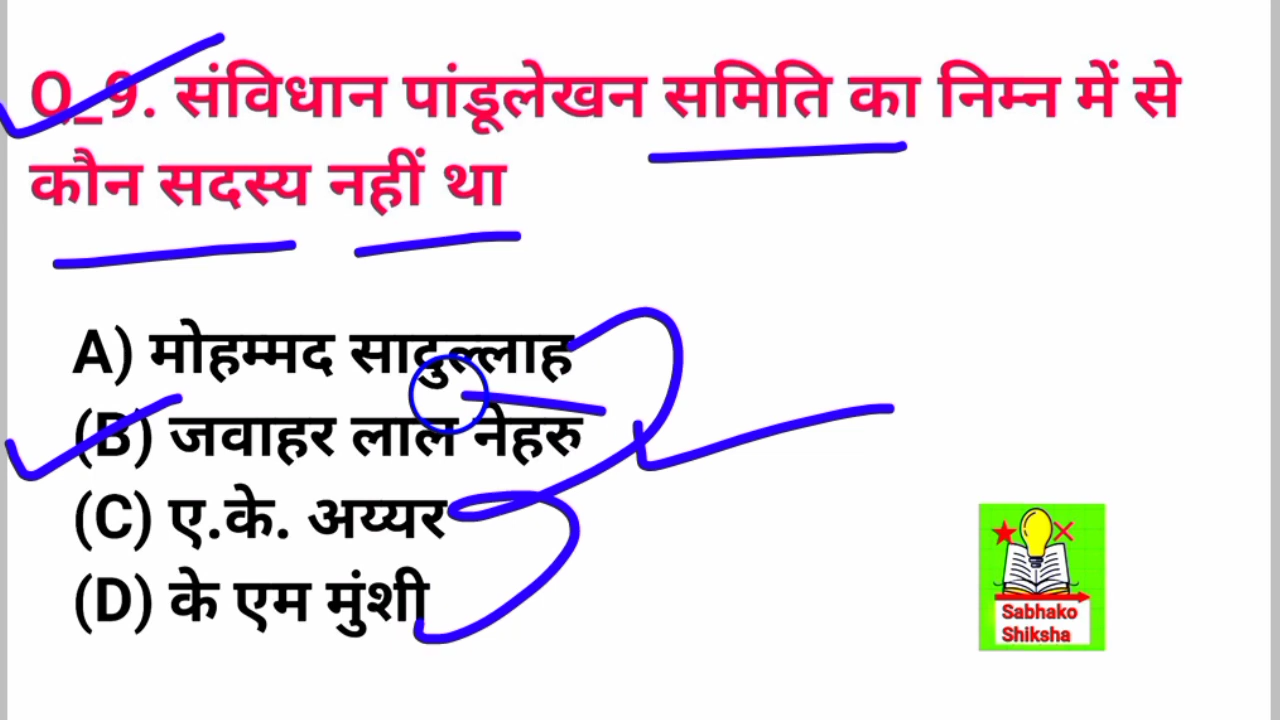 Q_9. संविधान पांडूलेखन समिति का निम्न में से
कौन सदस्य नहीं था
A) मोहम्मद सादुल्लाह
(B) जवाहर लाल नेहरु
(C) ए.के. अय्यर
(D) के एम मुंशी
Sabhako
Shiksha